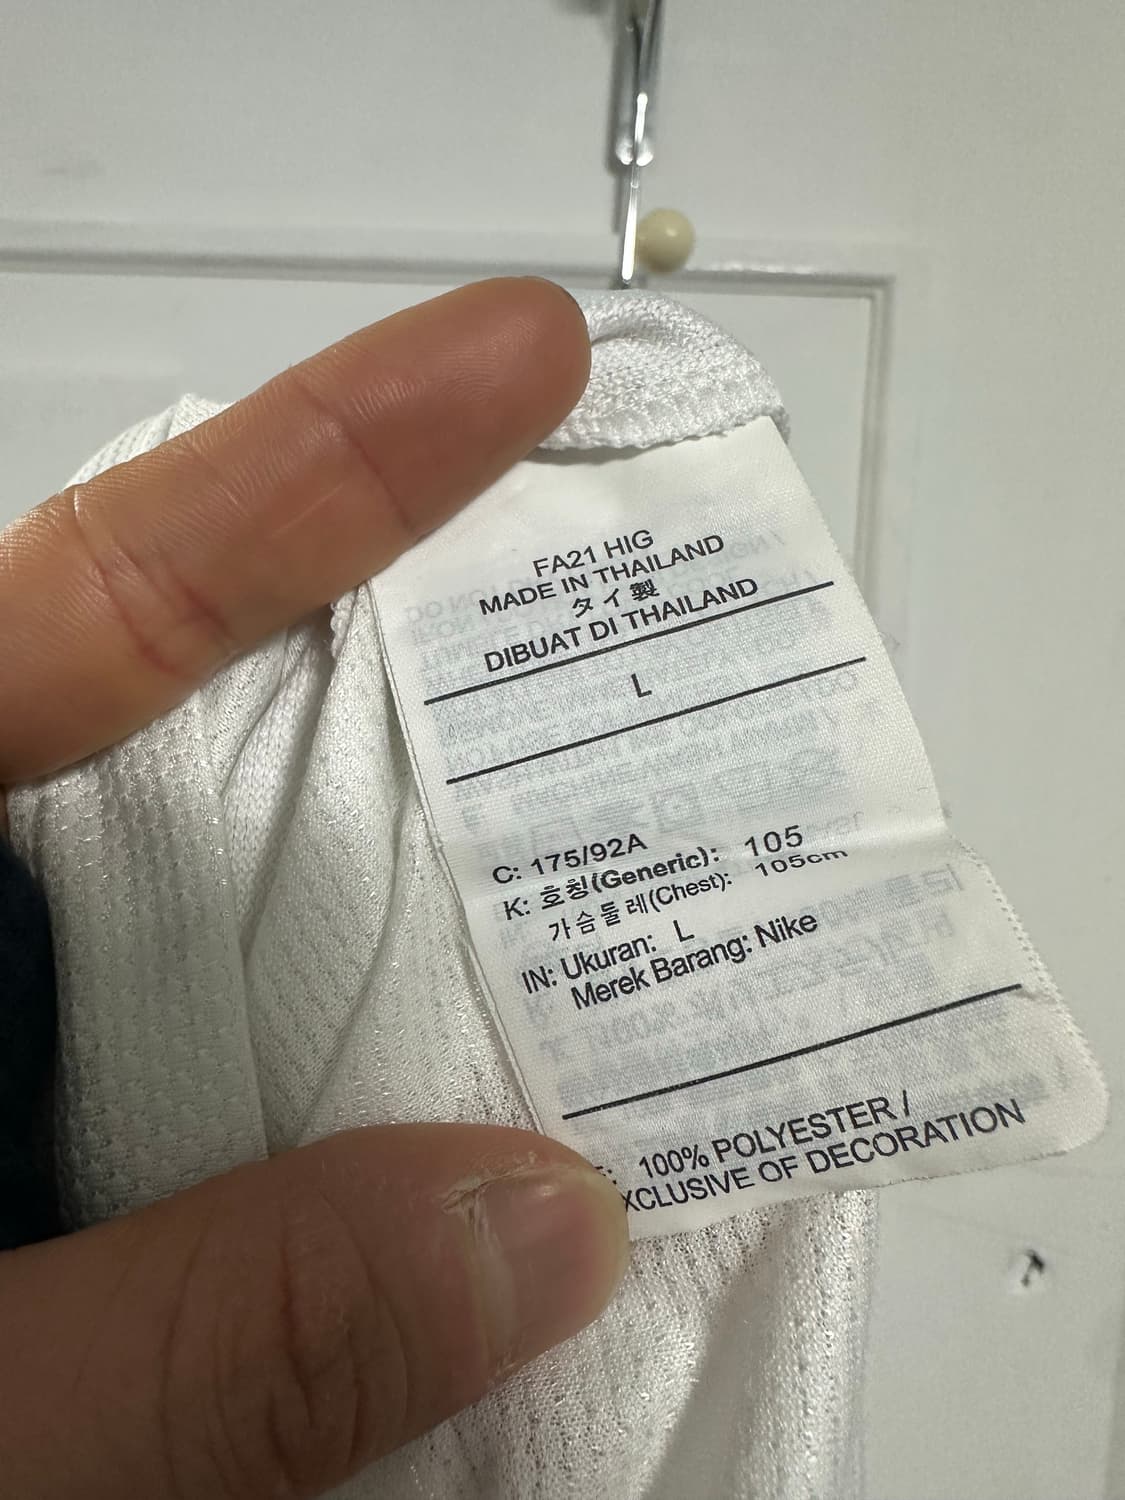 FA21 HIG
MADE IN THAILAND
タイ製
DIBUAT DI THAILAND
L
C: 175/92A
K: 호칭(Generic): 105
가슴둘레(Chest): 105cm
IN: Ukuran: L
Merek Barang: Nike
100% POLYESTER /
EXCLUSIVE OF DECORATION